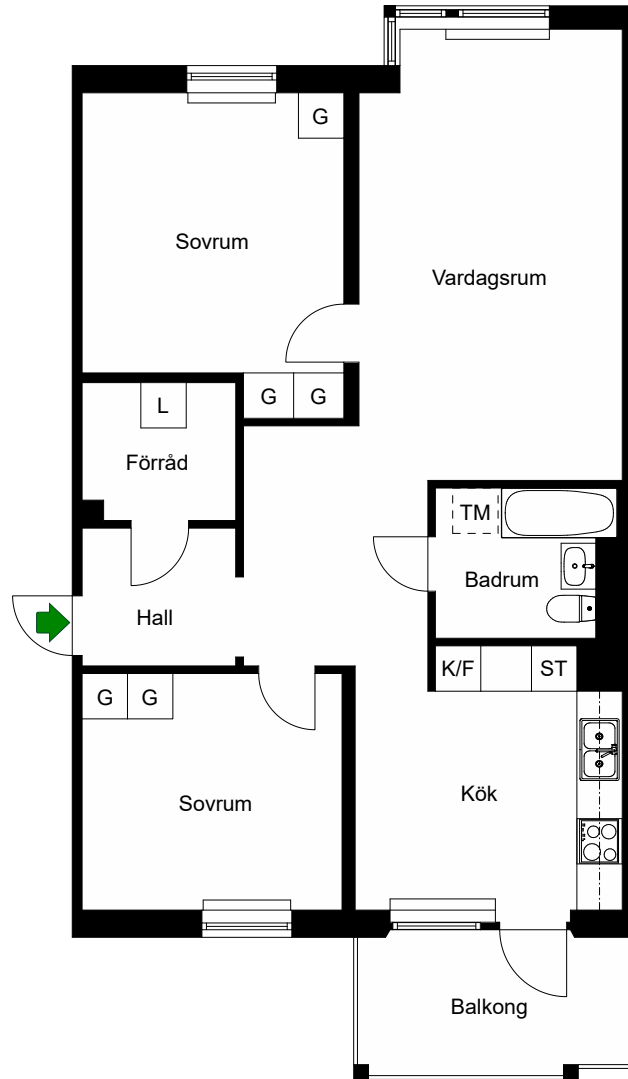 G
Sovrum
Vardagsrum
G G
L
Förråd
TM
Badrum
Hall
K/F ST
G G
Sovrum
Kök
Balkong